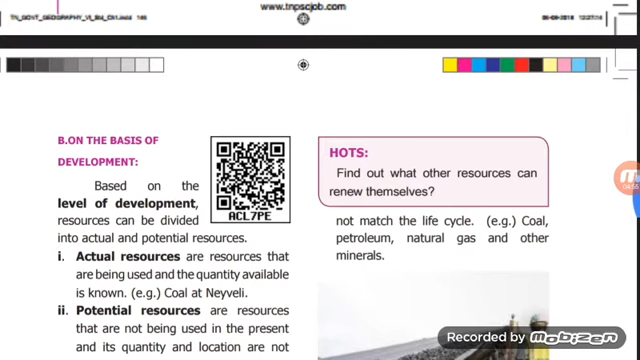 www.tnpscjob.com
TN_GOVT_GEOGRAPHY_VI_SM_Ch1.indd 165
06-09-2018 12:27:14
B.ON THE BASIS OF
DEVELOPMENT:
Based on the
level of development,
resources can be divided
into actual and potential resources.
i. Actual resources are resources that
are being used and the quantity available
is known. (e.g.) Coal at Neyveli.
ii Potential resources are resources
that are not being used in the present
and its quantity and location are not
ACL7PE
HOTS:
Find out what other resources can
renew themselves?
not match the life cycle. (e.g.) Coal,
petroleum, natural gas and other
minerals.
M
04:55
Recorded by Mobizen